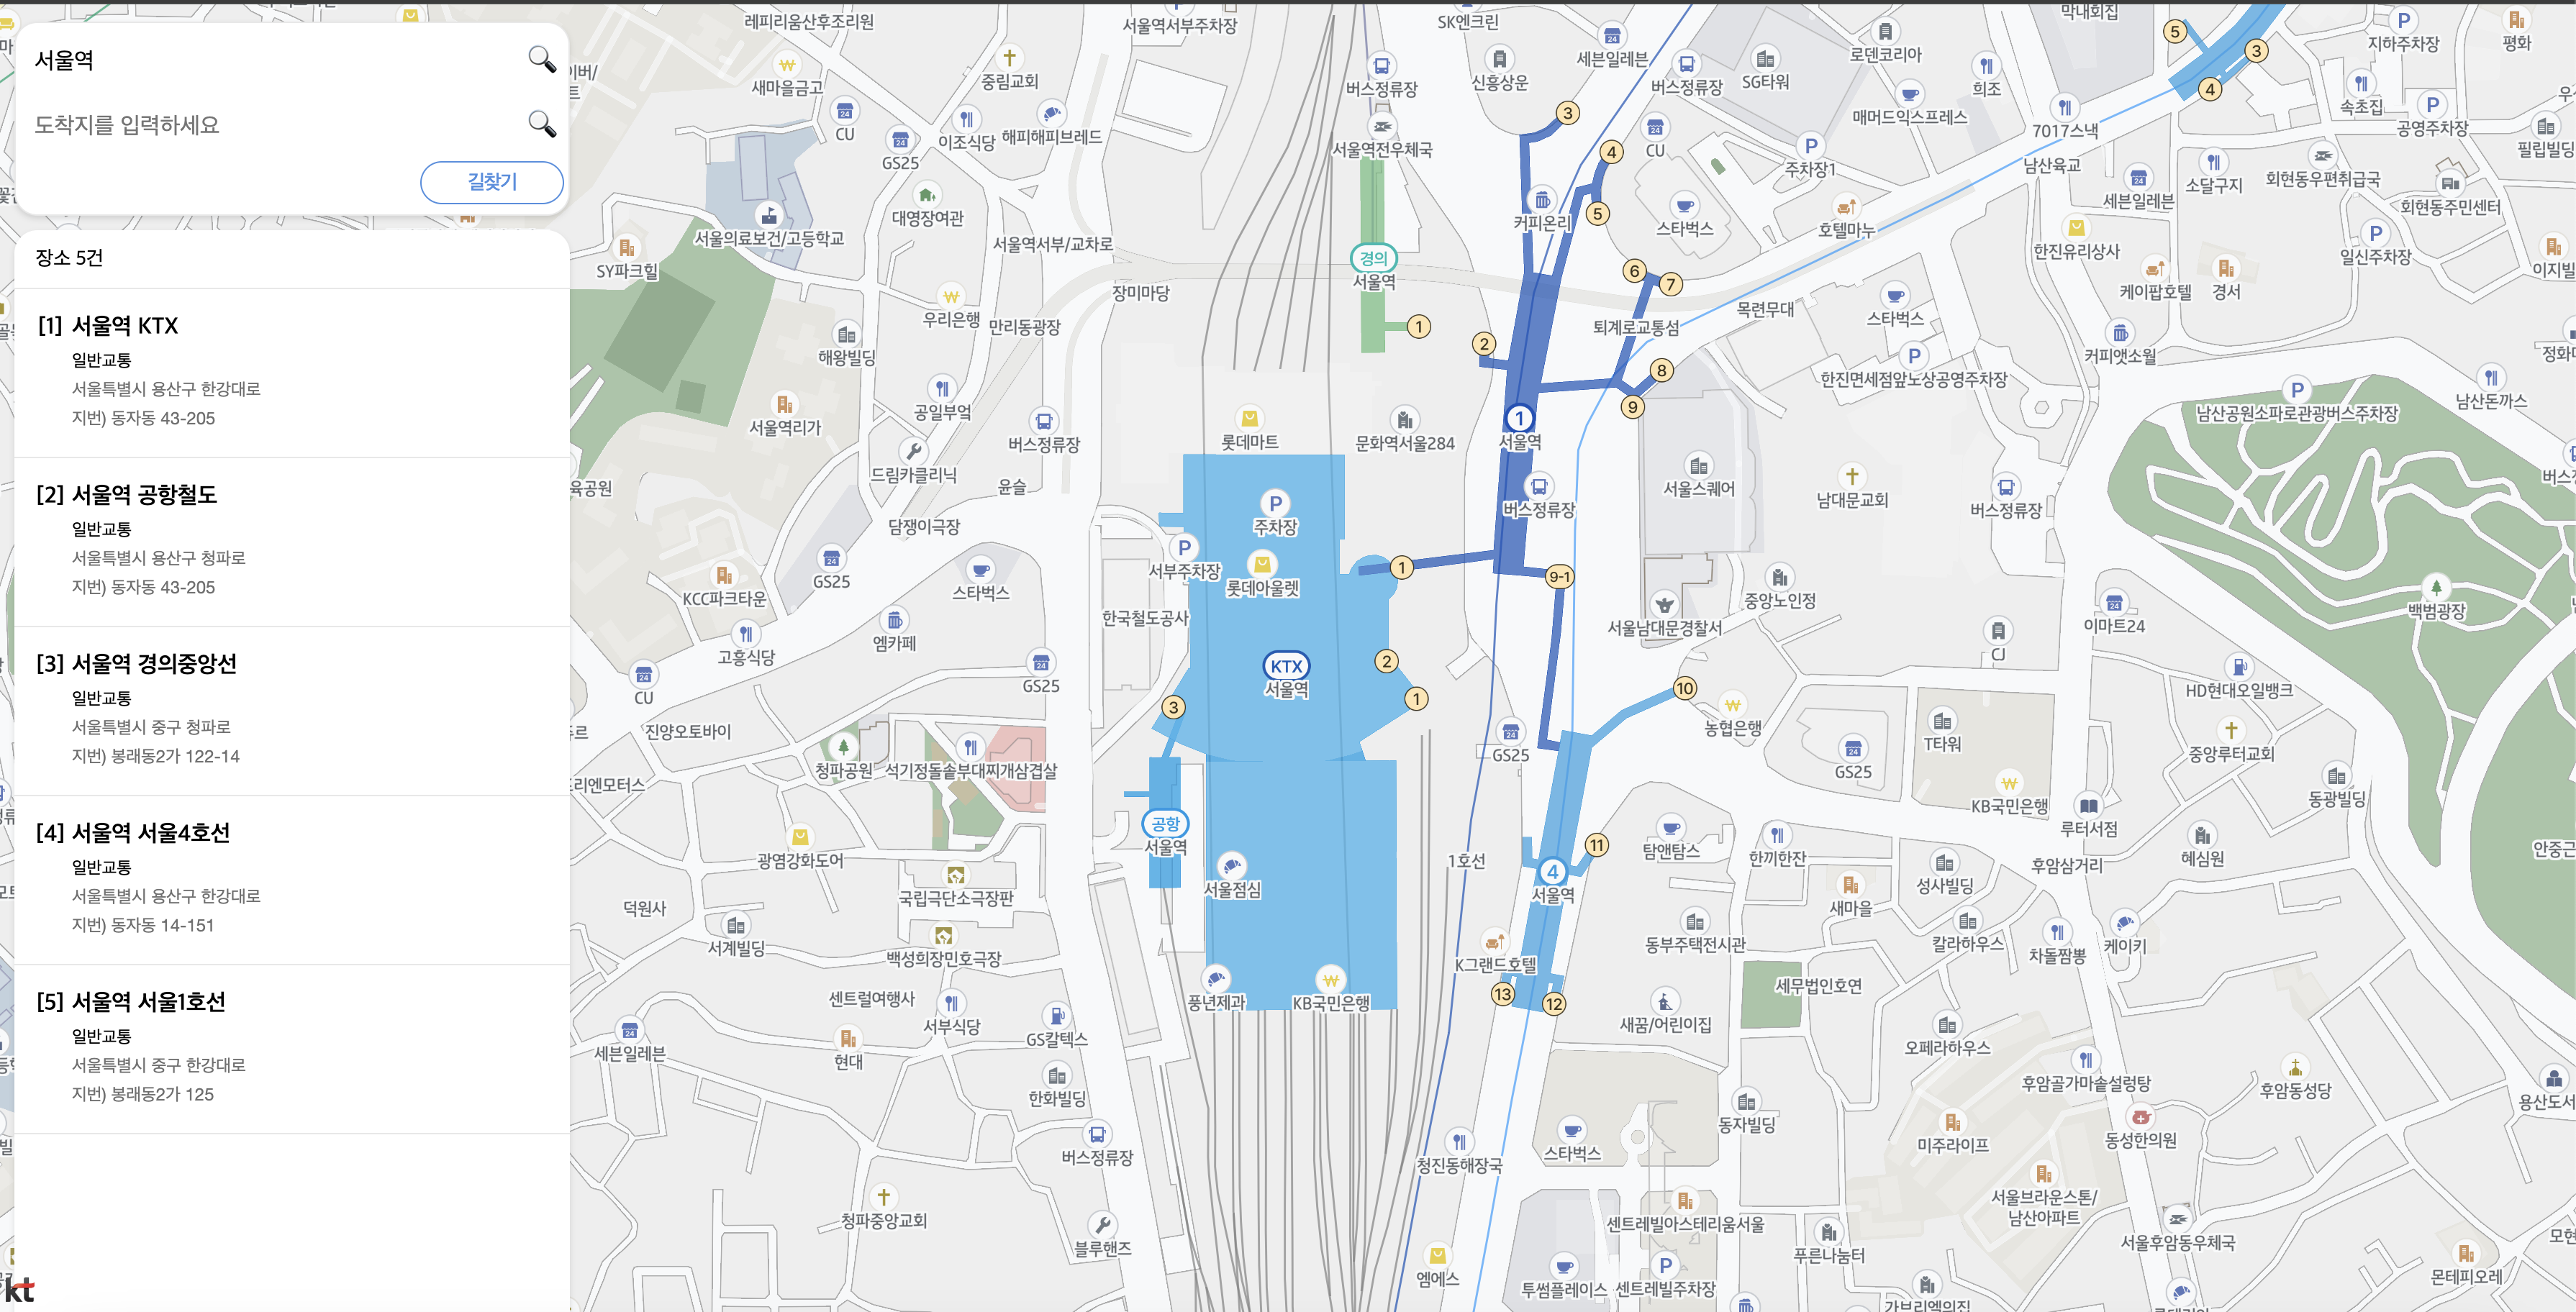 서울역
도착지를 입력하세요
길찾기
장소 5건
[1] 서울역 KTX
일반교통
서울특별시 용산구 한강대로
지번) 동자동 43-205
[2] 서울역 공항철도
일반교통
서울특별시 용산구 청파로
지번) 동자동 43-205
[3] 서울역 경의중앙선
일반교통
서울특별시 중구 청파로
지번) 봉래동2가 122-14
[4] 서울역 서울4호선
일반교통
서울특별시 용산구 한강대로
지번) 동자동 14-151
[5] 서울역 서울1호선
일반교통
서울특별시 중구 한강대로
지번) 봉래동2가 125
kt
레피리움산후조리원
서울역서부주차장
SK엔크린
세븐일레븐
막내회집
지하주차장
평화
새마을금고
중림교회
버스정류장
신흥상운
버스정류장
SG타워
로덴코리아
희조
속초집
CU
GS25
이조식당
해피해피브레드
서울역전우체국
CU
주차장1
매머드익스프레스
7017스낵
공영주차장
필립빌딩
남산육교
서울의료보건/고등학교
대영장여관
서울역서부/교차로
커피온리
스타벅스
호텔마누
세븐일레븐
소달구지
회현동우편취급국
회현동주민센터
SY파크힐
경의
서울역
한진유리상사
일신주차장
장미마당
케이팝호텔
경서
우리은행
만리동광장
퇴계로교통섬
목련무대
스타벅스
커피앳소월
해왕빌딩
한진면세점앞노상공영주차장
공일부엌
서울역리가
버스정류장
롯데마트
문화역서울284
1
서울역
남산공원소파로관광버스주차장
남산돈까스
드림카클리닉
윤슬
육공원
주차장
버스정류장
서울스퀘어
남대문교회
버스정류장
담쟁이극장
서부주차장
롯데아울렛
KCC파크타운
GS25
스타벅스
한국철도공사
서울남대문경찰서
중앙노인정
이마트24
백범광장
고흥식당
엠카페
CU
GS25
KTX
서울역
CJ
HD현대오일뱅크
진양오토바이
농협은행
T타워
중앙루터교회
청파공원
석기정돌솥부대찌개삼겹살
GS25
GS25
KB국민은행
동광빌딩
루터서점
공항
서울역
광염강화도어
1호선
탐앤탐스
한끼한잔
후암삼거리
혜심원
서울점심
4
서울역
국립극단소극장판
성사빌딩
새마을
덕원사
서계빌딩
백성희장민호극장
K그랜드호텔
동부주택전시관
칼라하우스
차돌짬뽕
케이키
센트럴여행사
풍년제과
KB국민은행
세무법인호연
서부식당
GS칼텍스
새꿈/어린이집
세븐일레븐
현대
오페라하우스
후암골가마솥설렁탕
후암동성당
한화빌딩
동자빌딩
동성한의원
버스정류장
청진동해장국
스타벅스
미주라이프
청파중앙교회
서울브라운스톤/
남산아파트
센트레빌아스테리움서울
블루핸즈
푸른나눔터
서울후암동우체국
엠에스
투썸플레이스
센트레빌주차장
몬테피오레
가브리엘의집
3
4
5
6
7
8
9
2
1
1
9-1
2
1
3
10
11
12
13
5
3
4